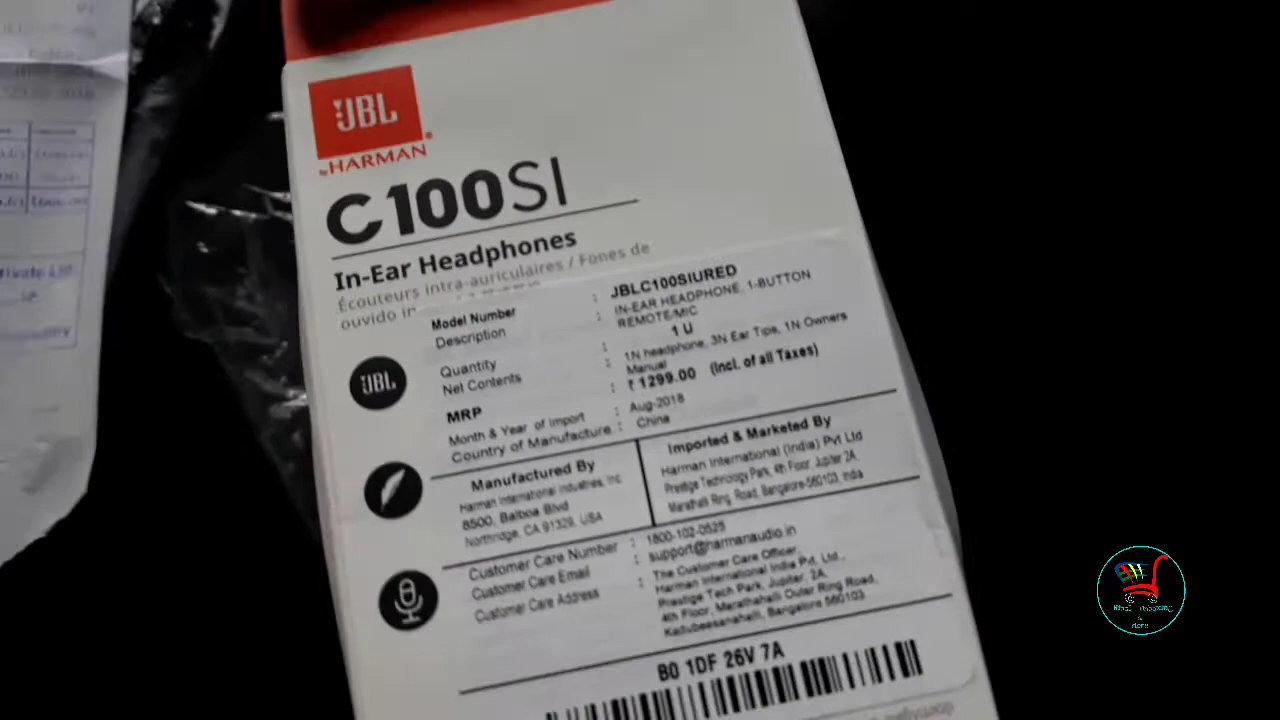 JBL
by HARMAN
C100SI
In-Ear Headphones
Écouteurs intra-auriculaires / Fones de
ouvido
Model Number : JBLC100SIURED
Description : IN-EAR HEADPHONE, 1-BUTTON
REMOTE/MIC
Quantity : 1 U
Net Contents : 1N headphone, 3N Ear Tips, 1N Owners
Manual
MRP : ₹ 1299.00 (Incl. of all Taxes)
Month & Year of Import : Aug-2018
Country of Manufacture : China
JBL
Manufactured By
Harman International Industries, Inc
8500, Balboa Blvd
Northridge, CA 91329, USA
Imported & Marketed By
Harman International (India) Pvt Ltd
Prestige Technology Park, 4th Floor, Jupiter 2A,
Marathalli Ring Road, Bangalore-560103, India
Customer Care Number : 1800-102-0525
Customer Care Email : support@harmanaudio.in
Customer Care Address : The Customer Care Officer,
Harman International India Pvt. Ltd.,
Prestige Tech Park, Jupiter, 2A,
4th Floor, Marathahalli Outer Ring Road,
Kadubeesanahalli, Bangalore 560103
B0 1DF 26V 7A